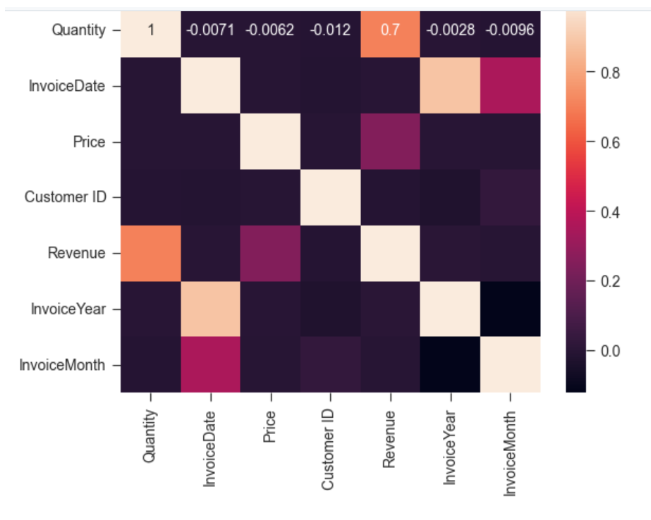 Quantity 1 -0.0071 -0.0062 -0.012 0.7 -0.0028 -0.0096
InvoiceDate
Price
Customer ID
Revenue
InvoiceYear
InvoiceMonth
Quantity
InvoiceDate
Price
Customer ID
Revenue
InvoiceYear
InvoiceMonth
0.8
0.6
0.4
0.2
0.0